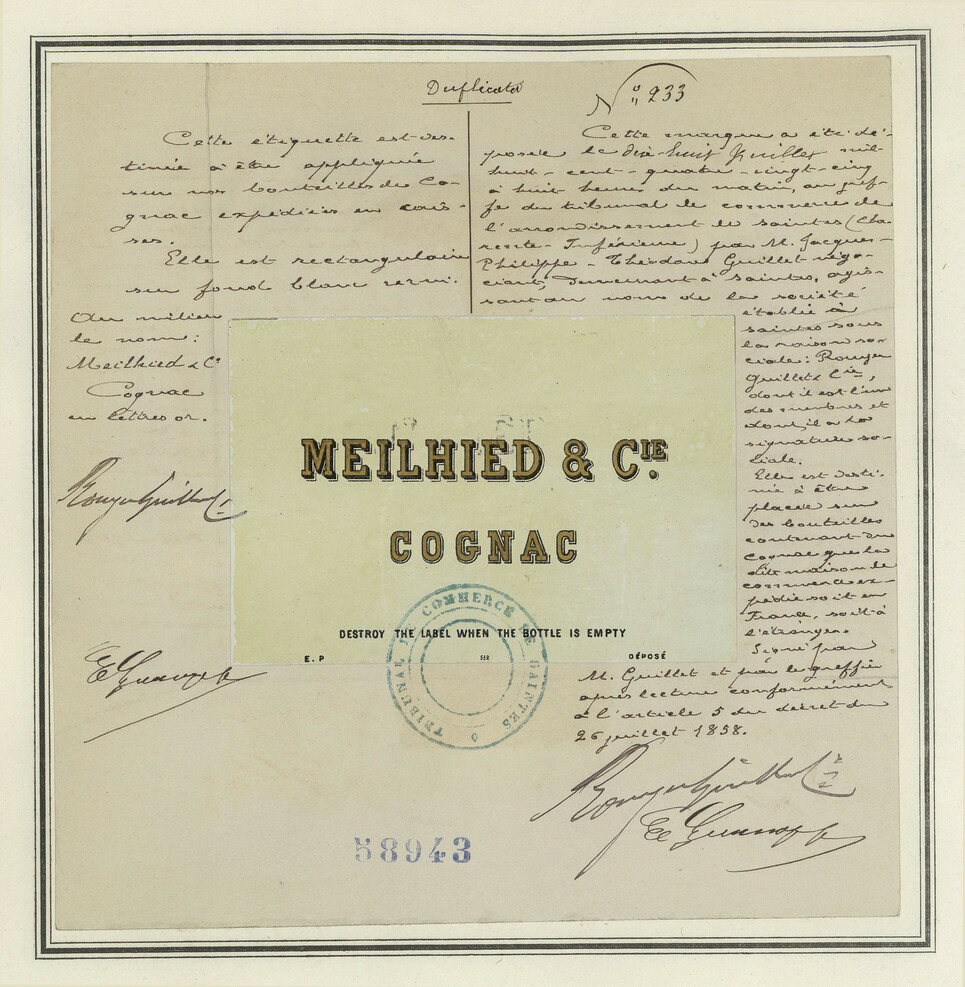 Duplicata
N° 233
Cette étiquette est des-
tinée à être appliquée
sur nos bouteilles de Co-
gnac expédiées en cais-
ses.
Elle est rectangulaire
sur fond blanc verni.
Au milieu
le nom:
Meilhied & Cie
Cognac
en lettres or.
Rouyer Guillet Cie
Cette marque a été dé-
posée le dix-huit Juillet mil-
huit-cent-quatre-vingt-cinq
à huit heures du matin, au gref-
fe du tribunal de commerce de
l'arrondissement de Saintes (Cha-
rente-Inférieure) par M. Jacques-
Philippe-Théodore Guillet négo-
ciant, demeurant à Saintes, agis-
sant au nom de la société
établie à
Saintes sous
la raison so-
ciale: Rouyer
Guillet & Cie,
dont il est l'un
des membres et
dont il a la
signature so-
ciale.
Elle est desti-
née à être
placée sur
des bouteilles
contenant du
Cognac que la
dite maison de
commerce ex-
pédie soit en
France, soit à
l'étranger.
Signé par
M. Guillet et par le greffier
après lecture conformément
à l'article 5 du décret du
26 juillet 1858.
Rouyer Guillet Cie
MEILHIED & CIE.
COGNAC
DESTROY THE LABEL WHEN THE BOTTLE IS EMPTY
E. P
552
DÉPOSÉ
TRIBUNAL DE COMMERCE DE SAINTES
58943